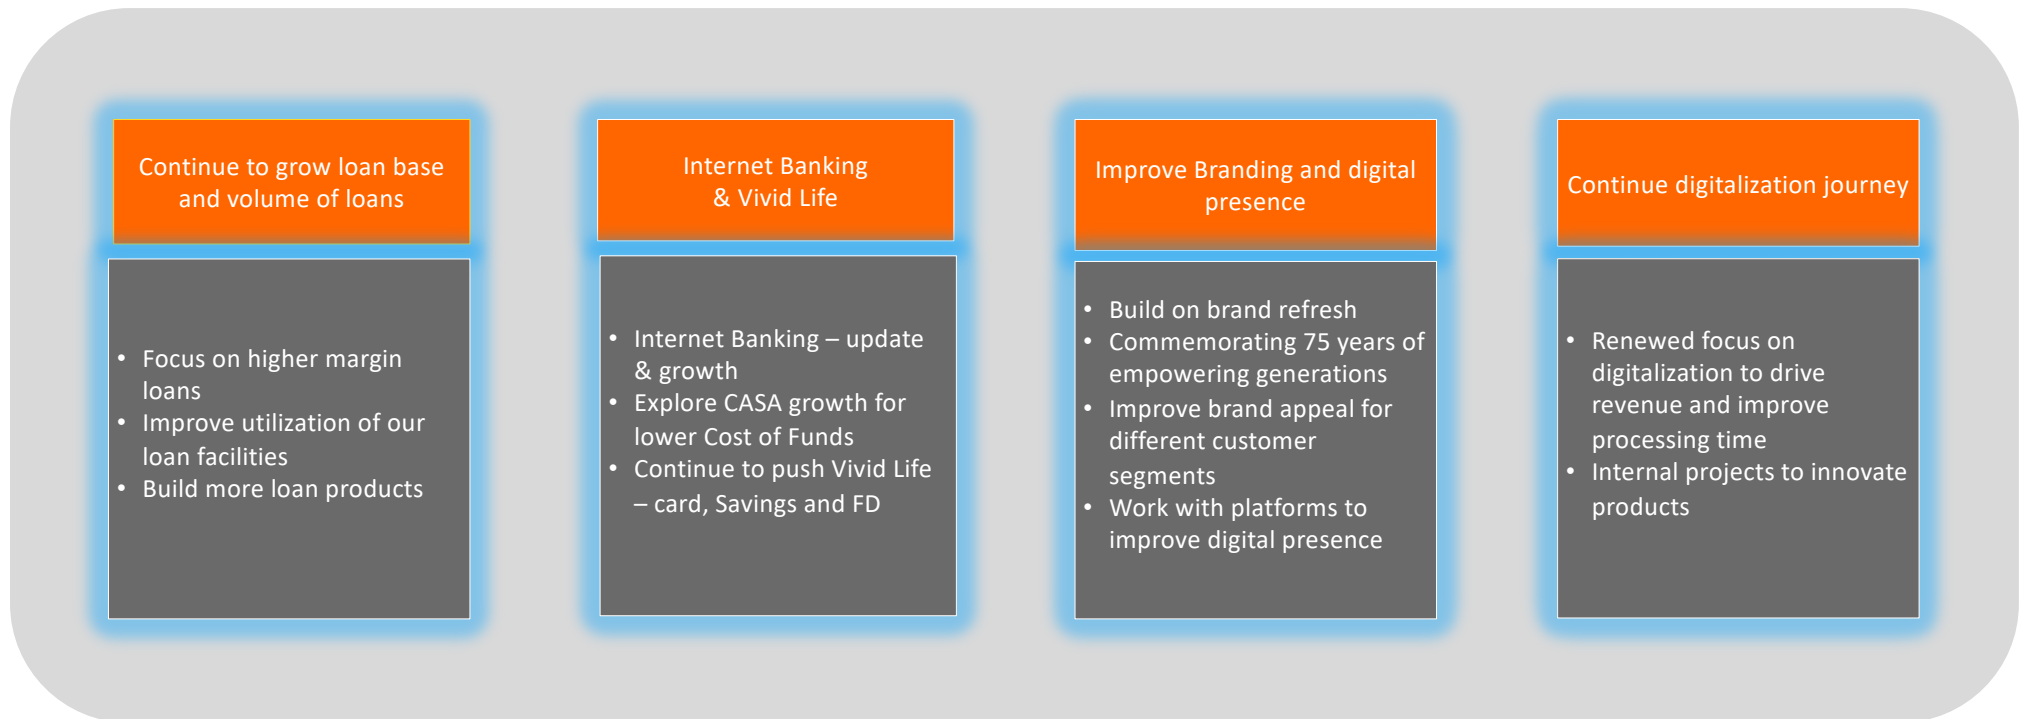 Continue to grow loan base
and volume of loans
• Focus on higher margin
loans
• Improve utilization of our
loan facilities
• Build more loan products
Internet Banking
& Vivid Life
• Internet Banking – update
& growth
• Explore CASA growth for
lower Cost of Funds
• Continue to push Vivid Life
– card, Savings and FD
Improve Branding and digital
presence
• Build on brand refresh
• Commemorating 75 years of
empowering generations
• Improve brand appeal for
different customer
segments
• Work with platforms to
improve digital presence
Continue digitalization journey
• Renewed focus on
digitalization to drive
revenue and improve
processing time
• Internal projects to innovate
products